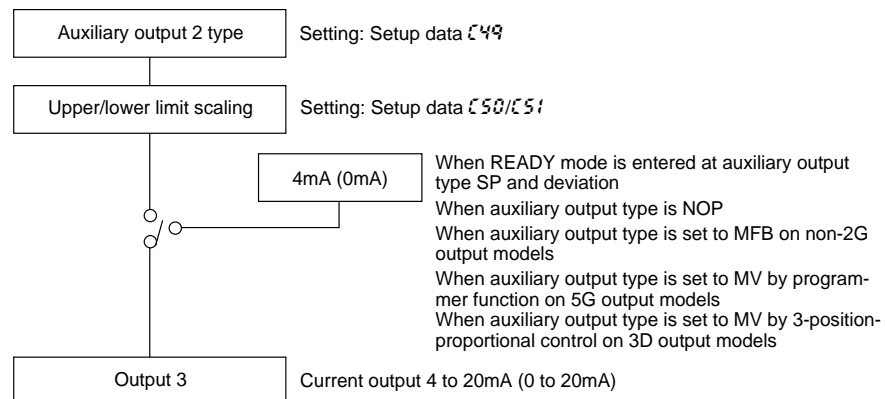 Auxiliary output 2 type
Setting: Setup data C49
Upper/lower limit scaling
Setting: Setup data C50/C51
4mA (0mA)
When READY mode is entered at auxiliary output
type SP and deviation
When auxiliary output type is NOP
When auxiliary output type is set to MFB on non-2G
output models
When auxiliary output type is set to MV by program-
mer function on 5G output models
When auxiliary output type is set to MV by 3-position-
proportional control on 3D output models
Output 3
Current output 4 to 20mA (0 to 20mA)